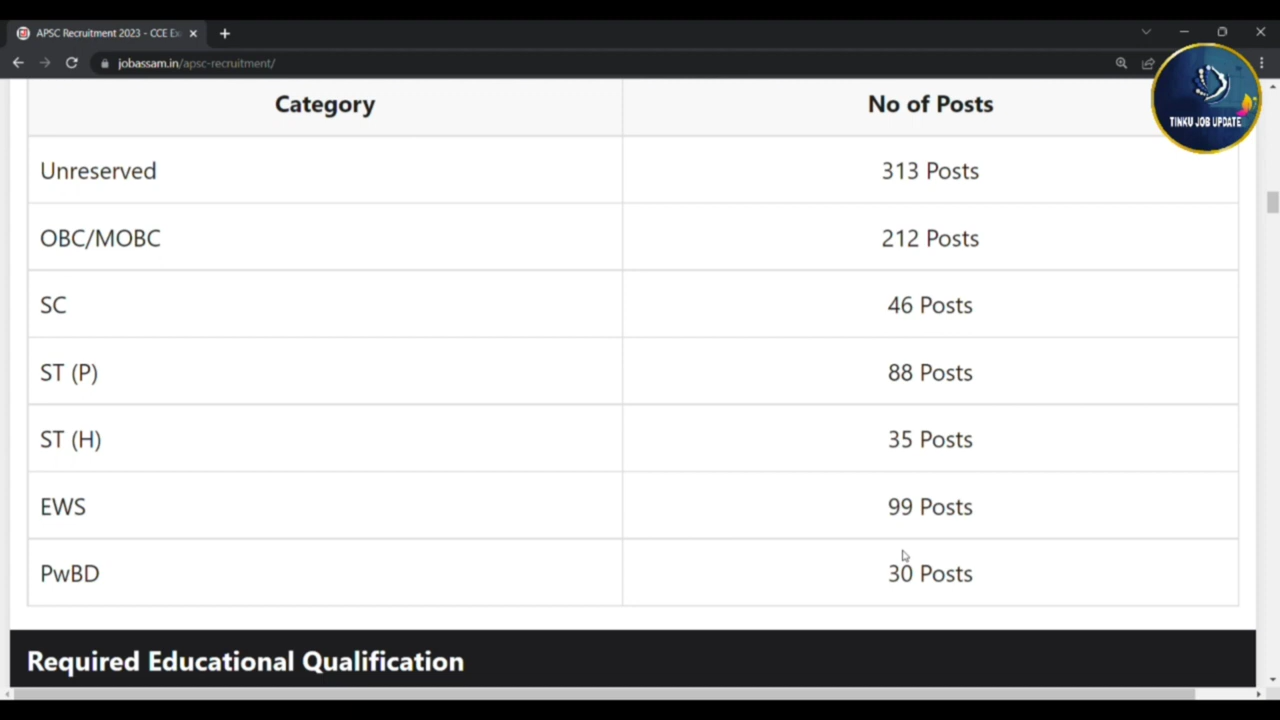 APSC Recruitment 2023 - CCE Ex
jobassam.in/apsc-recruitment/
TINKU JOB UPDATE
Category No of Posts
Unreserved 313 Posts
OBC/MOBC 212 Posts
SC 46 Posts
ST (P) 88 Posts
ST (H) 35 Posts
EWS 99 Posts
PwBD 30 Posts
Required Educational Qualification